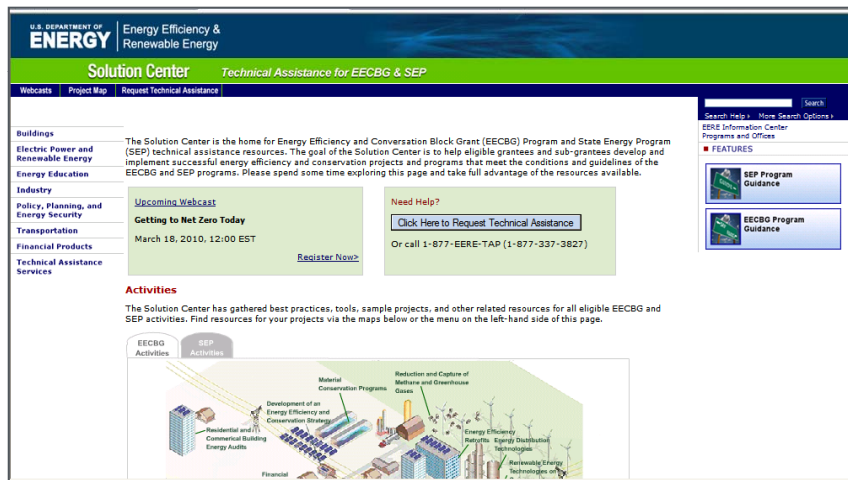 U.S. DEPARTMENT OF
ENERGY
Energy Efficiency &
Renewable Energy
Solution Center
Technical Assistance for EECBG & SEP
Webcasts
Project Map
Request Technical Assistance
Search
Search Help
More Search Options
EERE Information Center
Programs and Offices
FEATURES
SEP Program
Guidance
EECBG Program
Guidance
Buildings
Electric Power and
Renewable Energy
Energy Education
Industry
Policy, Planning, and
Energy Security
Transportation
Financial Products
Technical Assistance
Services
The Solution Center is the home for Energy Efficiency and Conversation Block Grant (EECBG) Program and State Energy Program
(SEP) technical assistance resources. The goal of the Solution Center is to help eligible grantees and sub-grantees develop and
implement successful energy efficiency and conservation projects and programs that meet the conditions and guidelines of the
EECBG and SEP programs. Please spend some time exploring this page and take full advantage of the resources available.
Upcoming Webcast
Getting to Net Zero Today
March 18, 2010, 12:00 EST
Register Now>
Need Help?
Click Here to Request Technical Assistance
Or call 1-877-EERE-TAP (1-877-337-3827)
Activities
The Solution Center has gathered best practices, tools, sample projects, and other related resources for all eligible EECBG and
SEP activities. Find resources for your projects via the maps below or the menu on the left-hand side of this page.
EECBG
Activities
SEP
Activities
Material
Conservation Programs
Reduction and Capture of
Methane and Greenhouse
Gases
Development of an
Energy Efficiency and
Conservation Strategy
Residential and
Commerical Building
Energy Audits
Energy Efficiency
Retrofits
Energy Distribution
Technologies
Renewable Energy
Technologies on
Financial